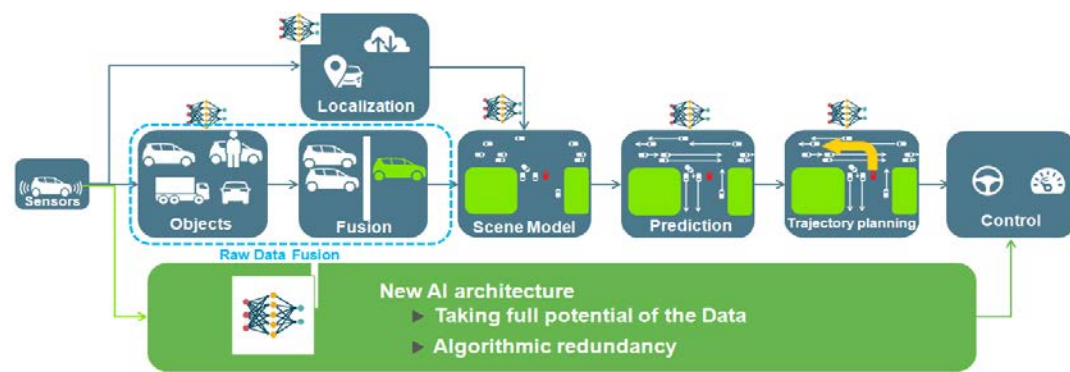 Localization
Sensors
Objects
Fusion
Scene Model
Prediction
Trajectory planning
Control
Raw Data Fusion
New AI architecture
▶ Taking full potential of the Data
▶ Algorithmic redundancy